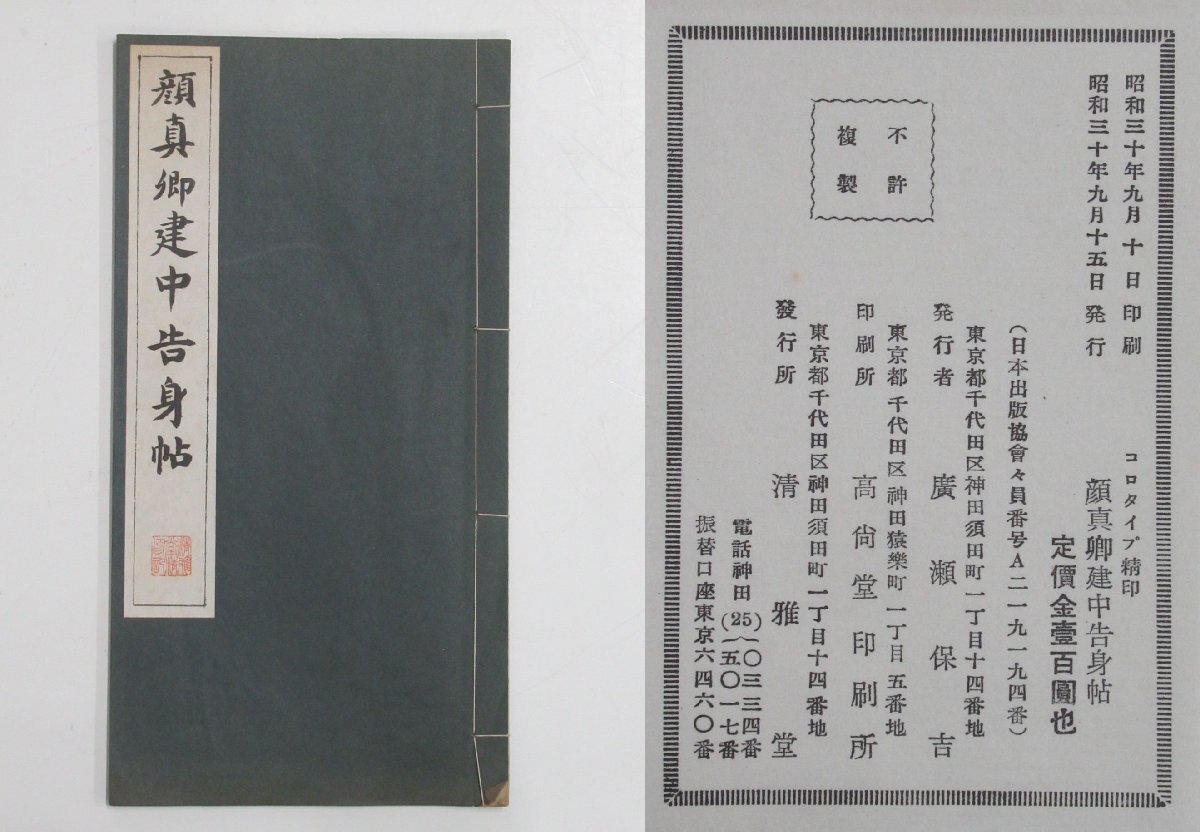 顔真卿建中告身帖
昭和三十年九月十日印刷
昭和三十年九月十五日発行
コロタイプ精印
顔真卿建中告身帖
定價金壹百圓也
(日本出版協會々員番号A二一九一九四番)
東京都千代田区神田須田町一丁目十四番地
発行者 廣瀬保吉
東京都千代田区神田猿樂町一丁目五番地
印刷所 高尙堂印刷所
東京都千代田区神田須田町一丁目十四番地
發行所 清雅堂
電話神田(25)〇三三四番
五〇一七番
振替口座東京六四六〇番
不許
複製